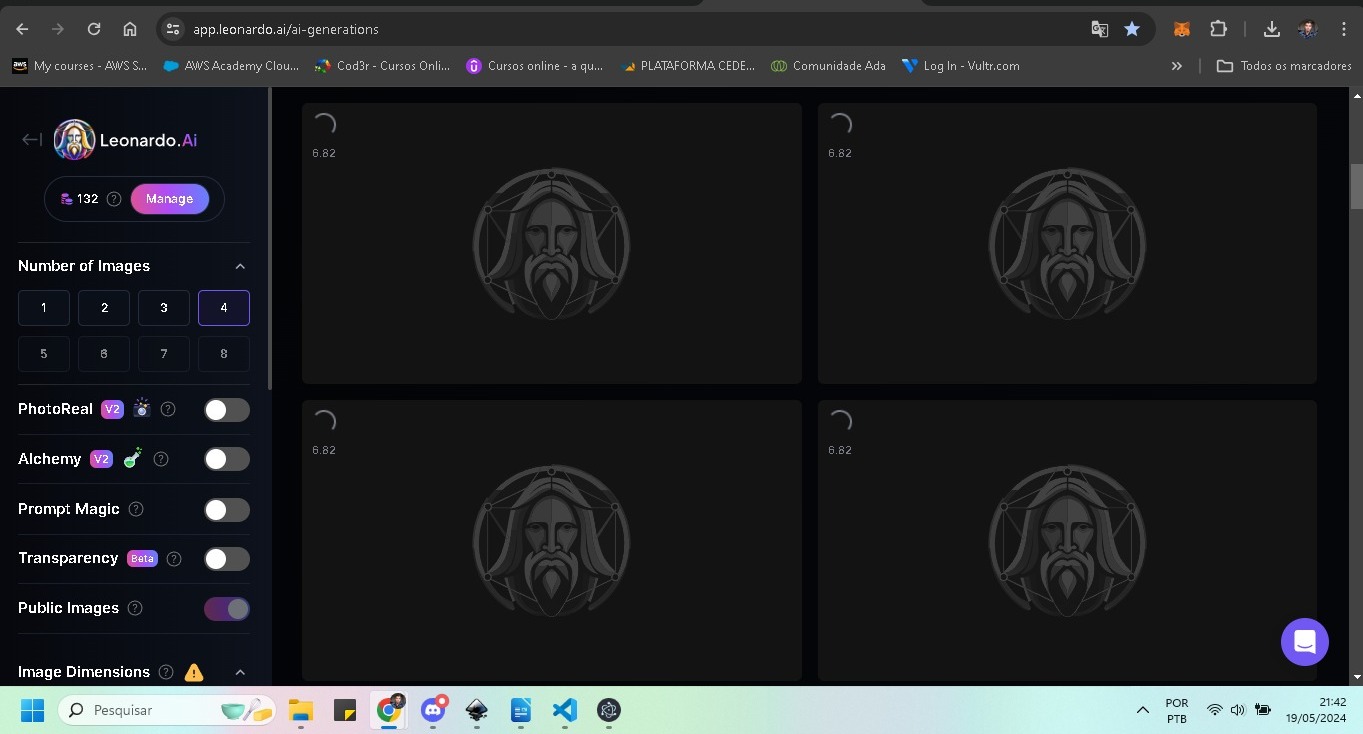 app.leonardo.ai/ai-generations
My courses - AWS S...
AWS Academy Clou...
Cod3r - Cursos Onli...
Cursos online - a qu...
PLATAFORMA CEDE...
Comunidade Ada
Log In - Vultr.com
»
Todos os marcadores
Leonardo.Ai
132 ? Manage
Number of Images
1 2 3 4
5 6 7 8
PhotoReal V2 ?
Alchemy V2 ?
Prompt Magic ?
Transparency Beta ?
Public Images ?
Image Dimensions ?
6.82
6.82
6.82
6.82
Pesquisar
POR
PTB
21:42
19/05/2024